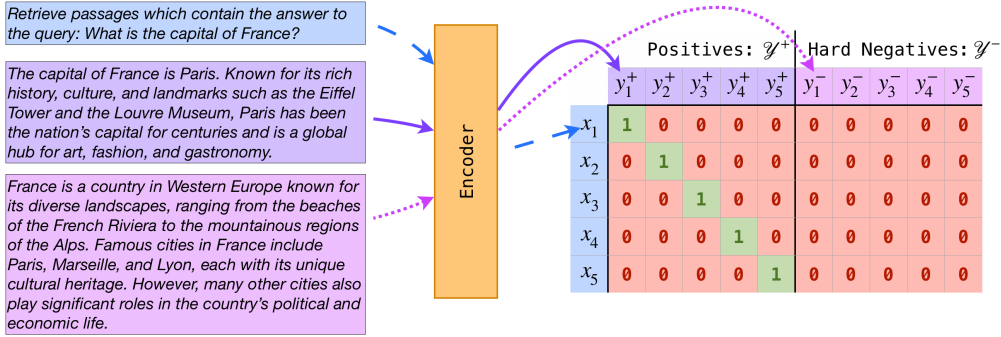 Retrieve passages which contain the answer to
the query: What is the capital of France?
The capital of France is Paris. Known for its rich
history, culture, and landmarks such as the Eiffel
Tower and the Louvre Museum, Paris has been
the nation's capital for centuries and is a global
hub for art, fashion, and gastronomy.
France is a country in Western Europe known for
its diverse landscapes, ranging from the beaches
of the French Riviera to the mountainous regions
of the Alps. Famous cities in France include
Paris, Marseille, and Lyon, each with its unique
cultural heritage. However, many other cities also
play significant roles in the country's political and
economic life.
Encoder
Positives: 𝒴⁺ Hard Negatives: 𝒴⁻
y₁⁺ y₂⁺ y₃⁺ y₄⁺ y₅⁺ y₁⁻ y₂⁻ y₃⁻ y₄⁻ y₅⁻
x₁ 1 0 0 0 0 0 0 0 0 0
x₂ 0 1 0 0 0 0 0 0 0 0
x₃ 0 0 1 0 0 0 0 0 0 0
x₄ 0 0 0 1 0 0 0 0 0 0
x₅ 0 0 0 0 1 0 0 0 0 0